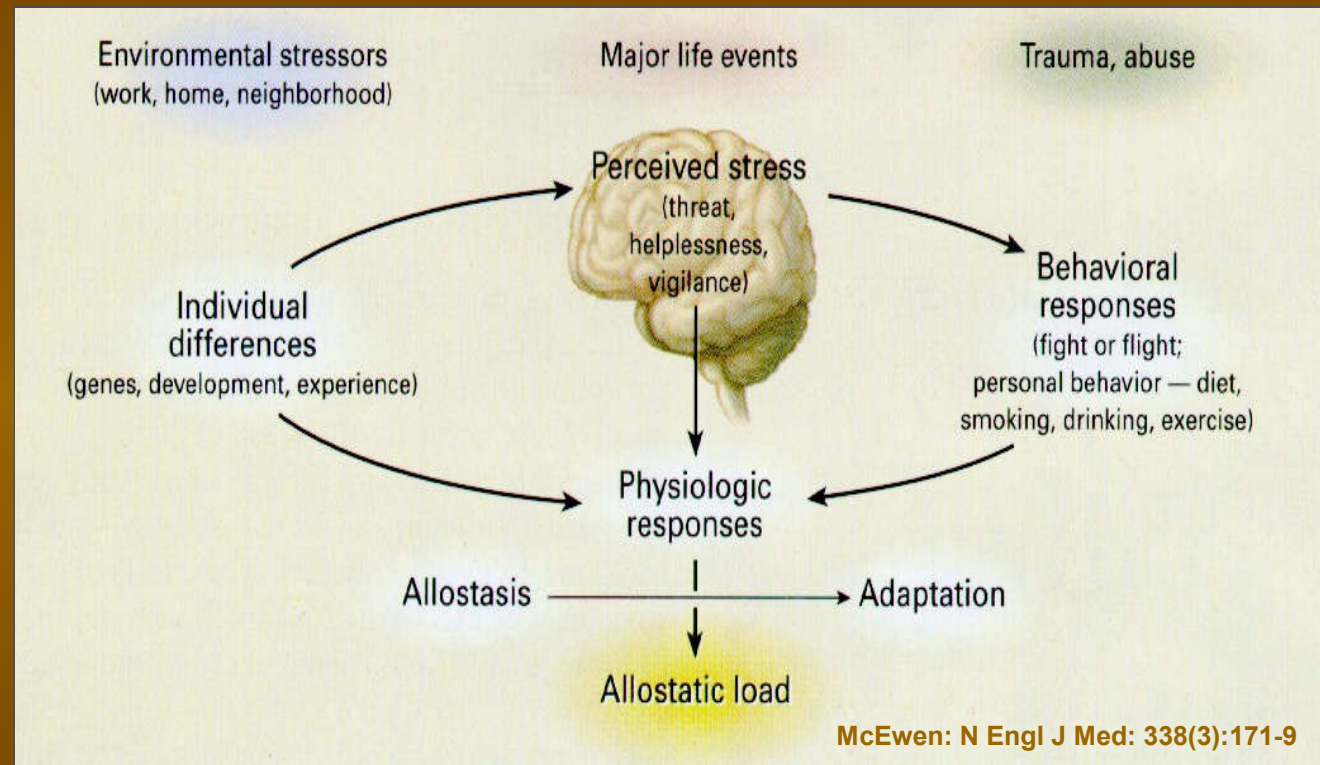 Environmental stressors
(work, home, neighborhood)
Major life events
Trauma, abuse
Perceived stress
(threat,
helplessness,
vigilance)
Individual
differences
(genes, development, experience)
Behavioral
responses
(fight or flight;
personal behavior — diet,
smoking, drinking, exercise)
Physiologic
responses
Allostasis
Adaptation
Allostatic load
McEwen: N Engl J Med: 338(3):171-9